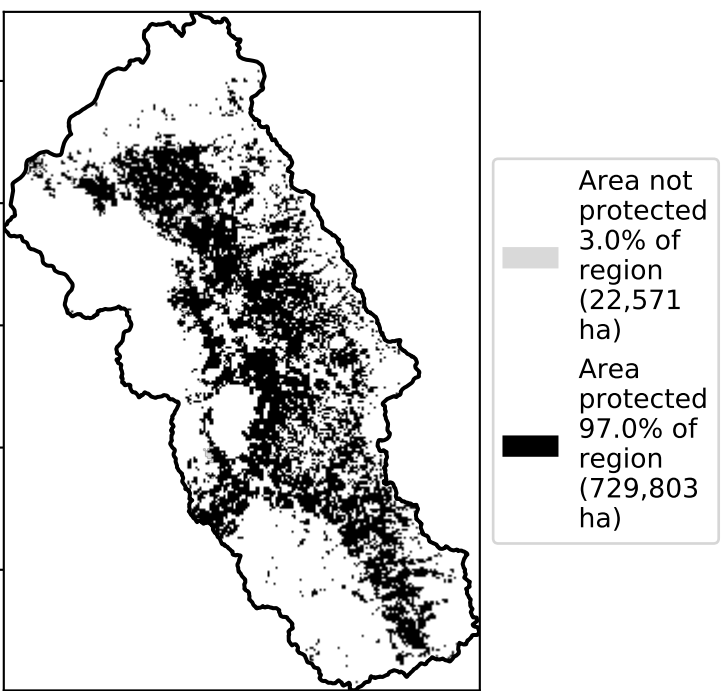 Area not
protected
3.0% of
region
(22,571
ha)
Area
protected
97.0% of
region
(729,803
ha)